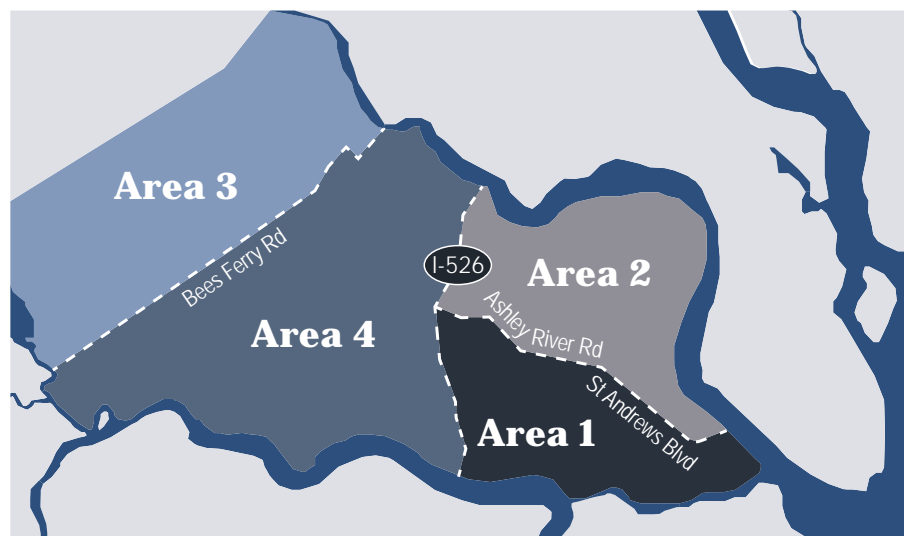 Area 3
Bees Ferry Rd
I-526
Area 2
Ashley River Rd
Area 4
St Andrews Blvd
Area 1